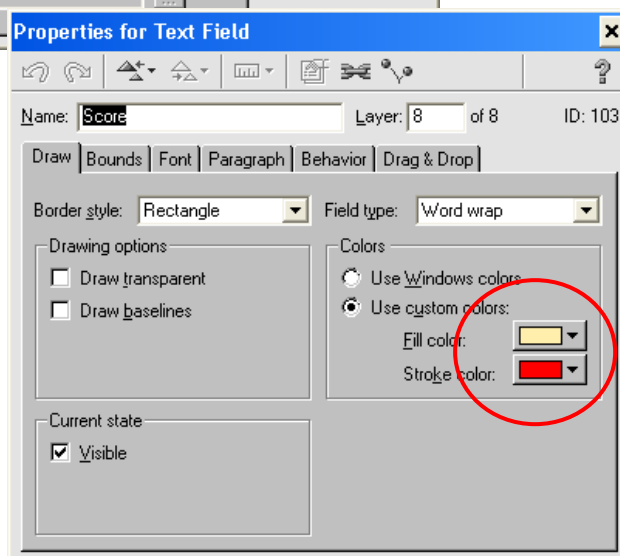 Properties for Text Field
Name: Score Layer: 8 of 8 ID: 103
Draw Bounds Font Paragraph Behavior Drag & Drop
Border style: Rectangle Field type: Word wrap
Drawing options Colors
Draw transparent Use Windows colors
Draw baselines Use custom colors:
Fill color:
Stroke color:
Current state
Visible